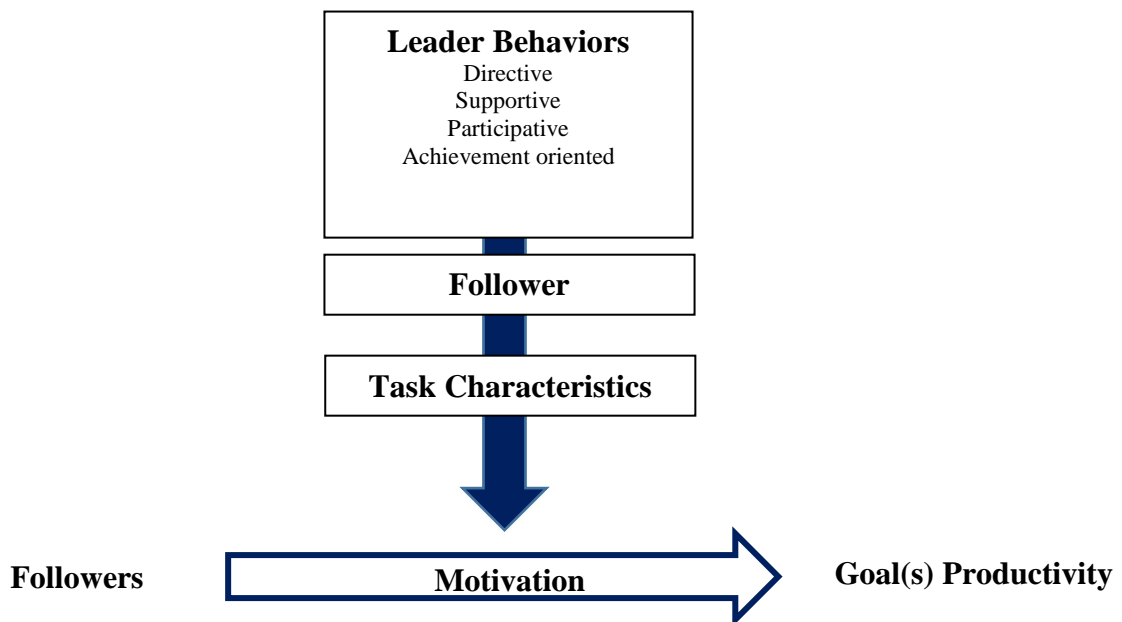 Leader Behaviors
Directive
Supportive
Participative
Achievement oriented
Follower
Task Characteristics
Followers
Motivation
Goal(s) Productivity